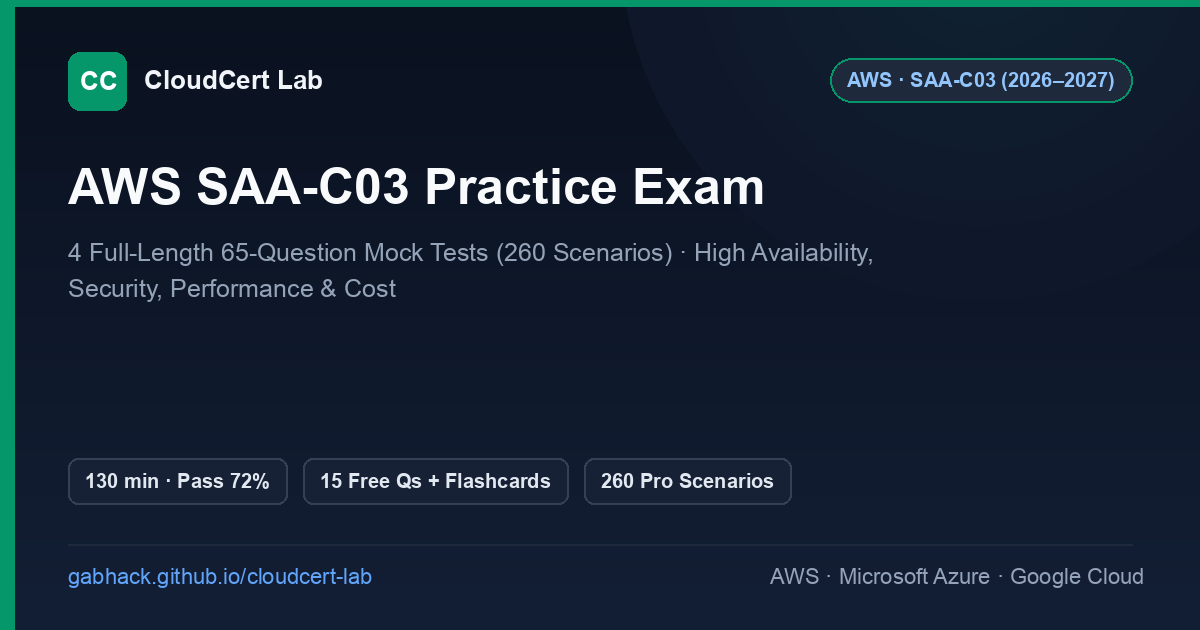 CC
CloudCert Lab
AWS · SAA-C03 (2026–2027)
AWS SAA-C03 Practice Exam
4 Full-Length 65-Question Mock Tests (260 Scenarios) · High Availability,
Security, Performance & Cost
130 min · Pass 72%
15 Free Qs + Flashcards
260 Pro Scenarios
gabhack.github.io/cloudcert-lab
AWS · Microsoft Azure · Google Cloud